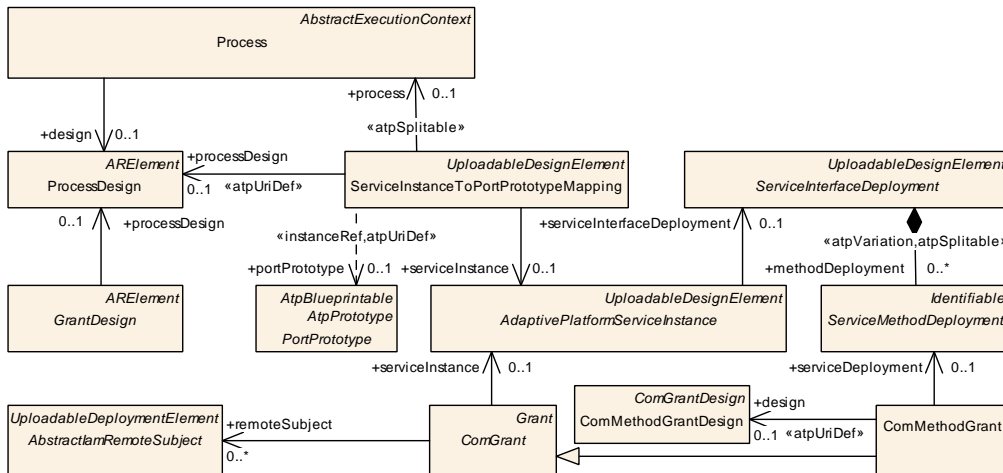 AbstractExecutionContext
Process
+process
0..1
«atpSplitable»
+design
0..1
ARElement
ProcessDesign
+processDesign
0..1
«atpUriDef»
UploadableDesignElement
ServiceInstanceToPortPrototypeMapping
UploadableDesignElement
ServiceInterfaceDeployment
0..1
+processDesign
«instanceRef,atpUriDef»
+portPrototype
0..1
+serviceInstance
0..1
+serviceInterfaceDeployment
0..1
«atpVariation,atpSplitable»
+methodDeployment
0..*
ARElement
GrantDesign
AtpBlueprintable
AtpPrototype
PortPrototype
UploadableDesignElement
AdaptivePlatformServiceInstance
Identifiable
ServiceMethodDeployment
+serviceInstance
0..1
+serviceDeployment
0..1
UploadableDeploymentElement
AbstractIamRemoteSubject
+remoteSubject
0..*
Grant
ComGrant
ComGrantDesign
ComMethodGrantDesign
+design
0..1
«atpUriDef»
ComMethodGrant